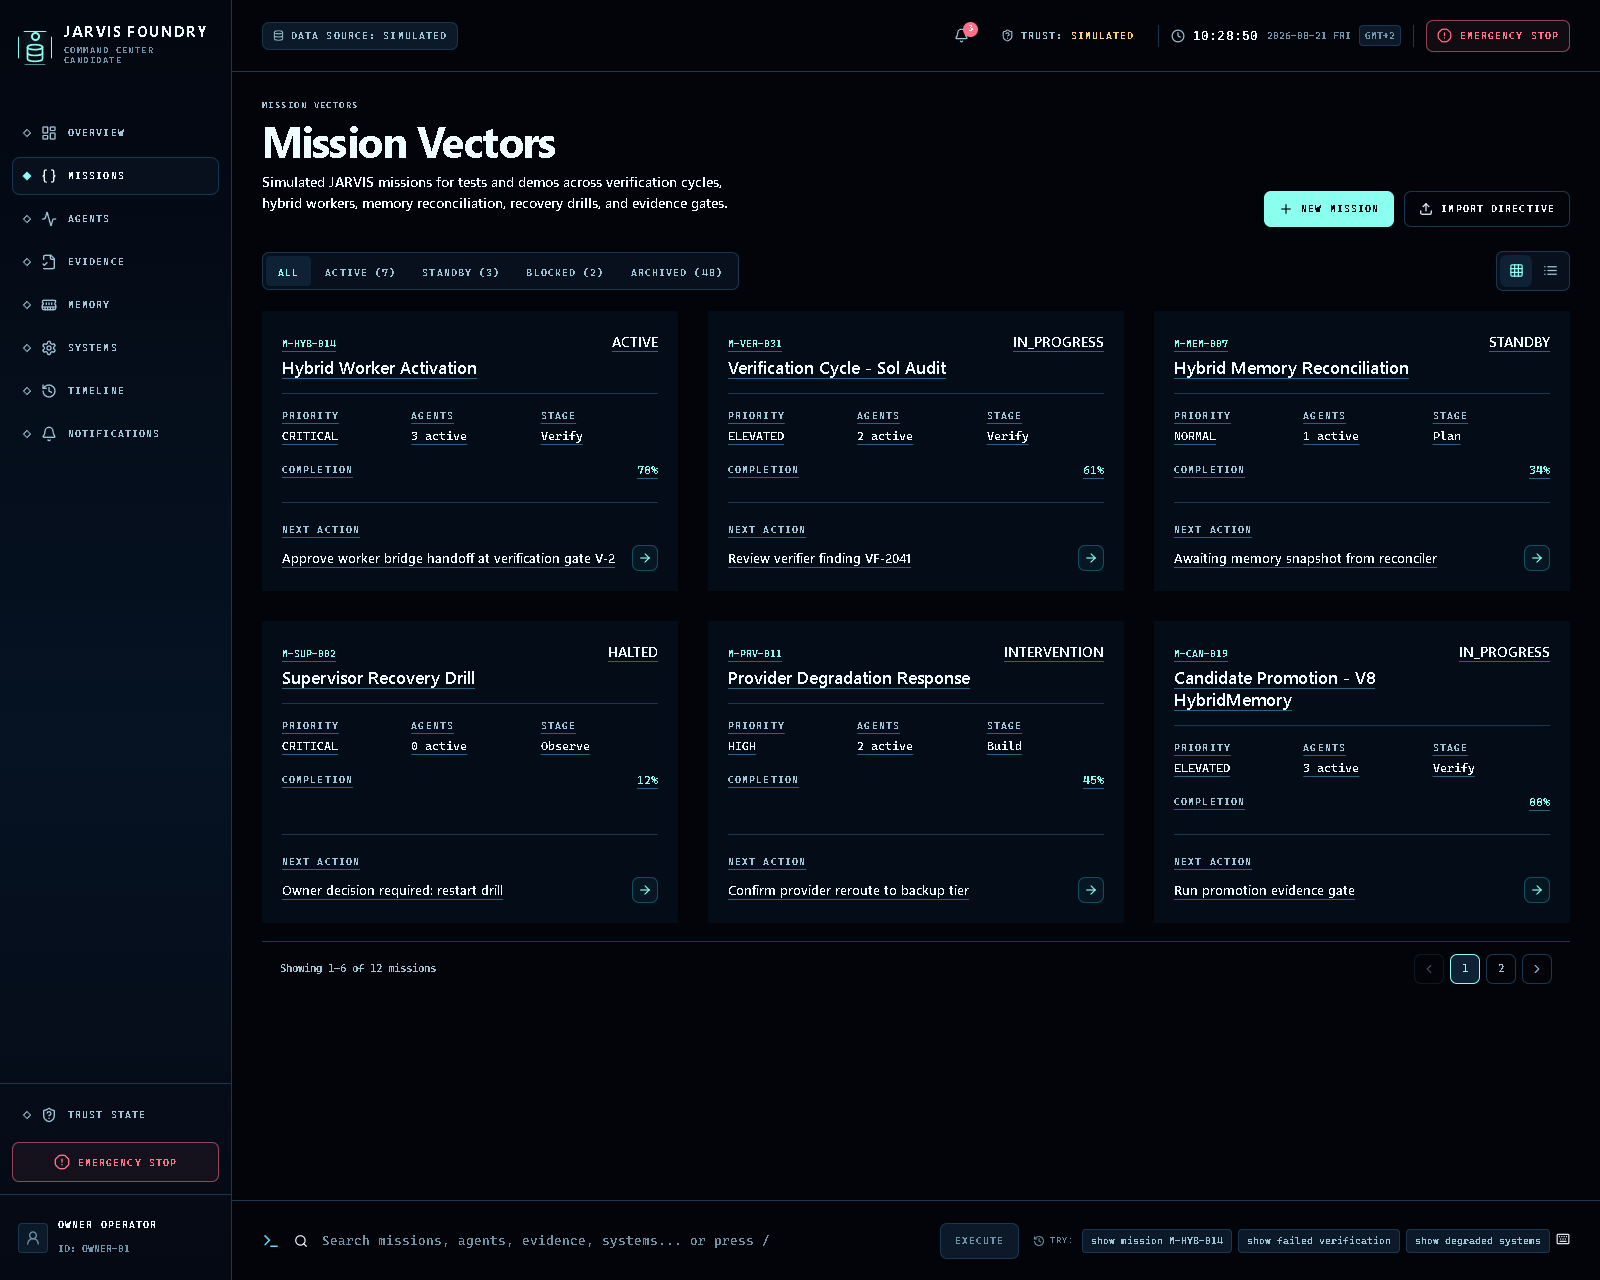 JARVIS FOUNDRY
COMMAND CENTER
CANDIDATE
OVERVIEW
MISSIONS
AGENTS
EVIDENCE
MEMORY
SYSTEMS
TIMELINE
NOTIFICATIONS
TRUST STATE
EMERGENCY STOP
OWNER OPERATOR
ID: OWNER-01
DATA SOURCE: SIMULATED
3
TRUST: SIMULATED
10:28:50 2026-08-21 FRI GMT+2
EMERGENCY STOP
MISSION VECTORS
Mission Vectors
Simulated JARVIS missions for tests and demos across verification cycles,
hybrid workers, memory reconciliation, recovery drills, and evidence gates.
NEW MISSION
IMPORT DIRECTIVE
ALL ACTIVE (7) STANDBY (3) BLOCKED (2) ARCHIVED (48)
M-HYB-014 ACTIVE
Hybrid Worker Activation
PRIORITY AGENTS STAGE
CRITICAL 3 active Verify
COMPLETION 78%
NEXT ACTION
Approve worker bridge handoff at verification gate V-2
M-VER-031 IN_PROGRESS
Verification Cycle - Sol Audit
PRIORITY AGENTS STAGE
ELEVATED 2 active Verify
COMPLETION 61%
NEXT ACTION
Review verifier finding VF-2041
M-MEM-007 STANDBY
Hybrid Memory Reconciliation
PRIORITY AGENTS STAGE
NORMAL 1 active Plan
COMPLETION 34%
NEXT ACTION
Awaiting memory snapshot from reconciler
M-SUP-002 HALTED
Supervisor Recovery Drill
PRIORITY AGENTS STAGE
CRITICAL 0 active Observe
COMPLETION 12%
NEXT ACTION
Owner decision required: restart drill
M-PRV-011 INTERVENTION
Provider Degradation Response
PRIORITY AGENTS STAGE
HIGH 2 active Build
COMPLETION 45%
NEXT ACTION
Confirm provider reroute to backup tier
M-CAN-019 IN_PROGRESS
Candidate Promotion - V8
HybridMemory
PRIORITY AGENTS STAGE
ELEVATED 3 active Verify
COMPLETION 88%
NEXT ACTION
Run promotion evidence gate
Showing 1–6 of 12 missions
1 2
Search missions, agents, evidence, systems... or press /
EXECUTE
TRY: show mission M-HYB-014 show failed verification show degraded systems